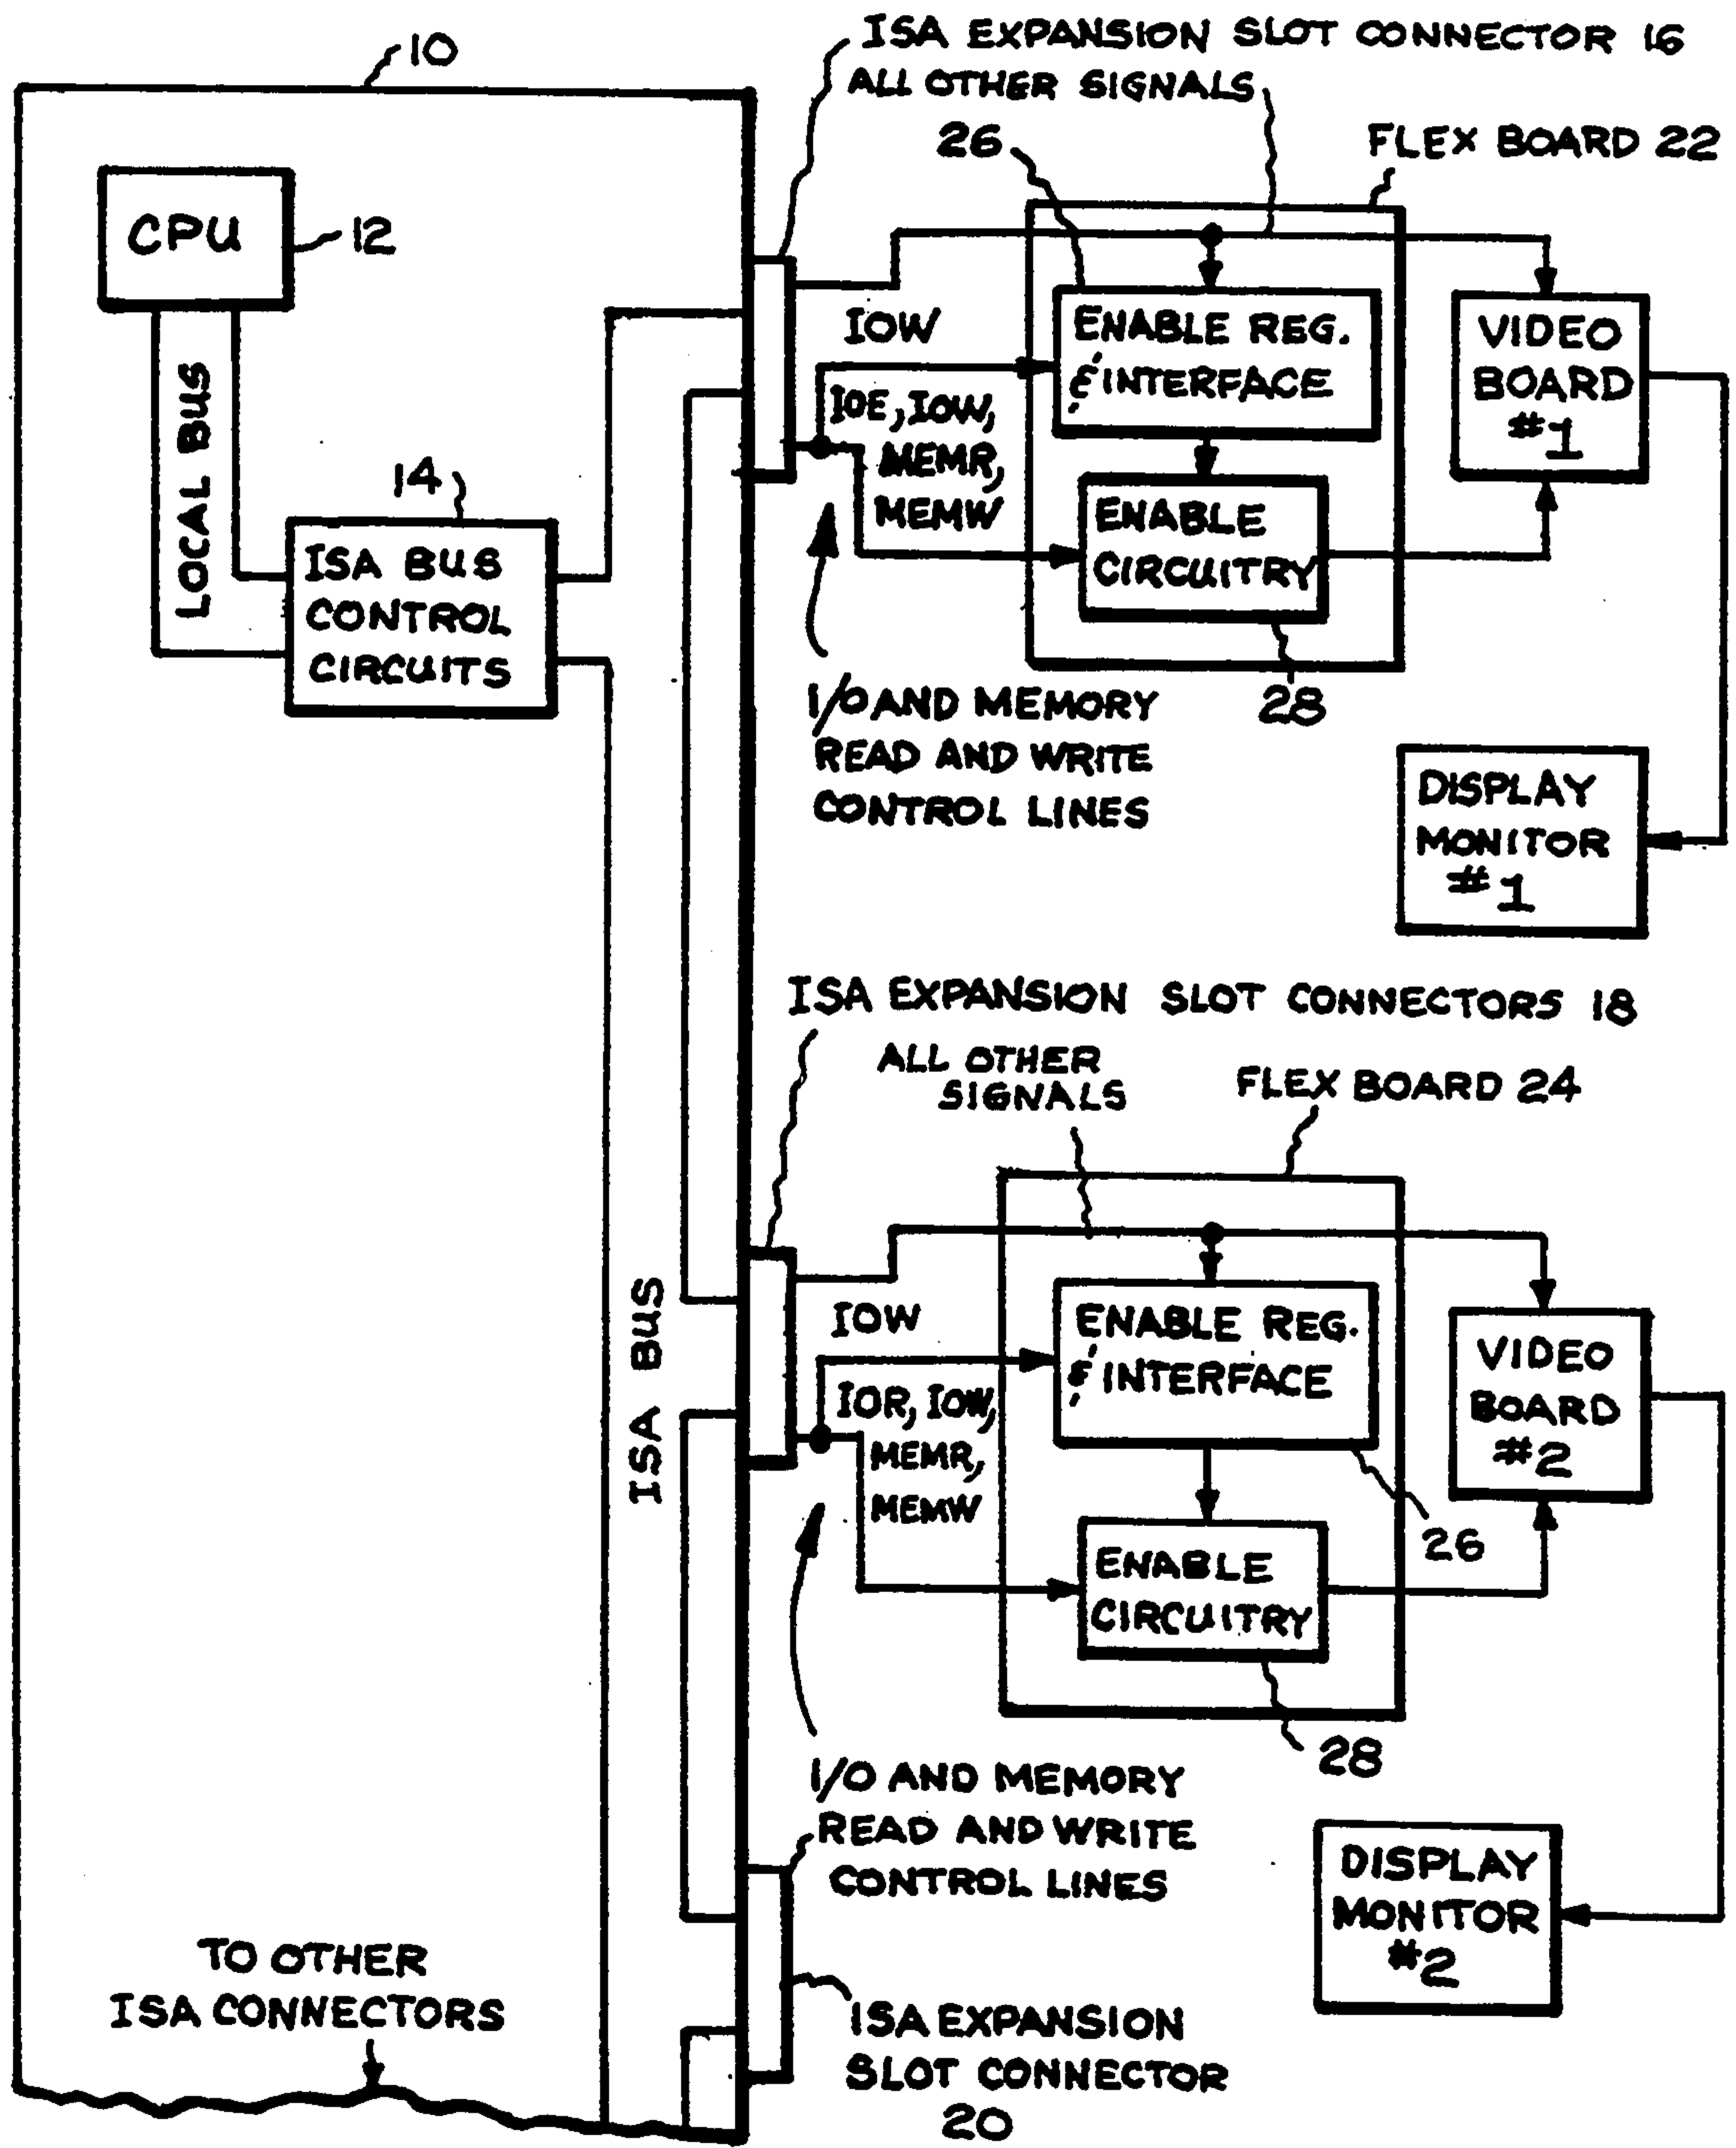 10
ISA EXPANSION SLOT CONNECTOR 16
ALL OTHER SIGNALS
26
FLEX BOARD 22
CPU
12
LOCAL BUS
14
ISA BUS
CONTROL
CIRCUITS
IOW
IOE, IOW,
MEMR,
MEMW
ENABLE REG.
& INTERFACE
ENABLE
CIRCUITRY
28
VIDEO
BOARD
#1
I/O AND MEMORY
READ AND WRITE
CONTROL LINES
DISPLAY
MONITOR
#1
ISA EXPANSION SLOT CONNECTORS 18
ALL OTHER
SIGNALS
FLEX BOARD 24
ISA BUS
IOW
IOR, IOW,
MEMR,
MEMW
ENABLE REG.
& INTERFACE
26
ENABLE
CIRCUITRY
28
VIDEO
BOARD
#2
I/O AND MEMORY
READ AND WRITE
CONTROL LINES
DISPLAY
MONITOR
#2
TO OTHER
ISA CONNECTORS
ISA EXPANSION
SLOT CONNECTOR
20